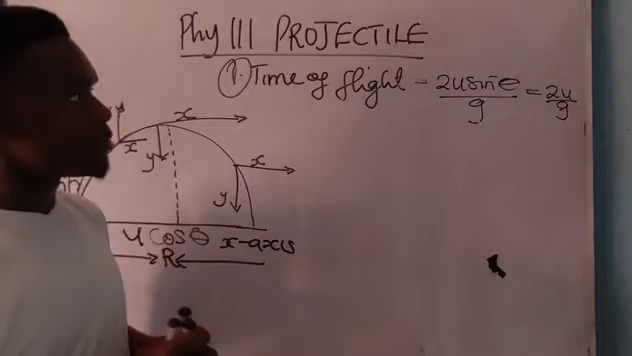 Phy 111 PROJECTILE
1. Time of flight = 2usinθ/g = 2u/g
x
x
x
y
y
u cos θ x-axis
R